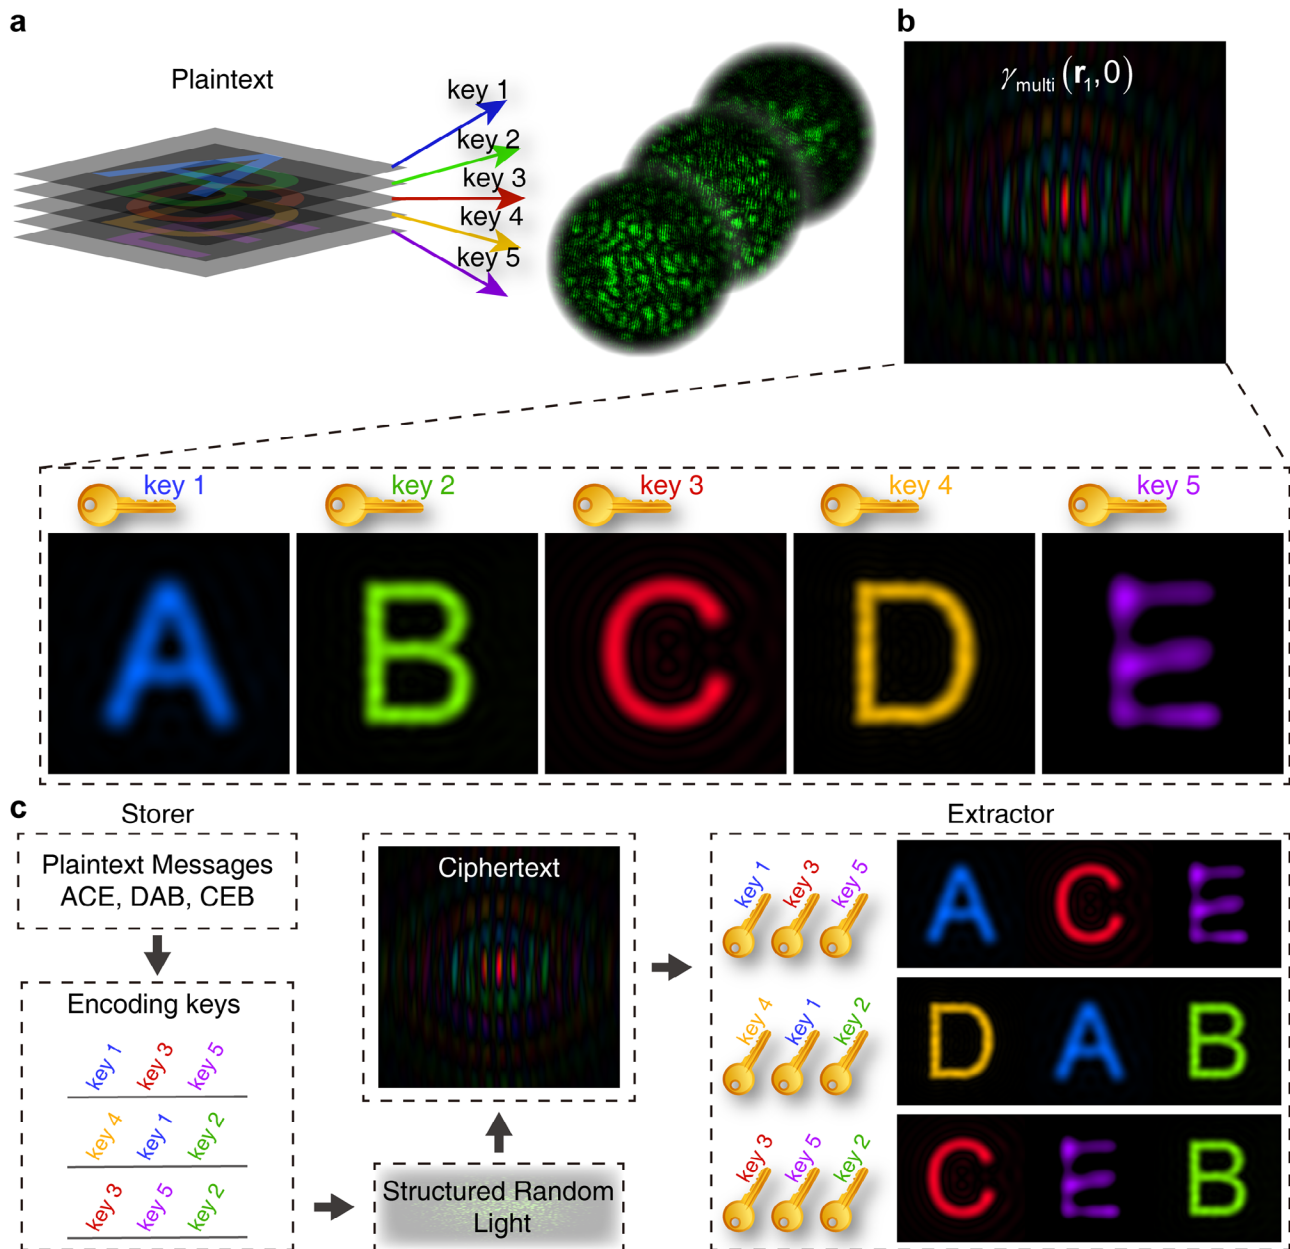 a
Plaintext
key 1
key 2
key 3
key 4
key 5
b
γmulti (r1,0)
key 1 key 2 key 3 key 4 key 5
A B C D E
c
Storer
Plaintext Messages
ACE, DAB, CEB
Encoding keys
key 1 key 3 key 5
key 4 key 1 key 2
key 3 key 5 key 2
Ciphertext
Structured Random
Light
Extractor
key 1 key 3 key 5
A C E
key 4 key 1 key 2
D A B
key 3 key 5 key 2
C E B